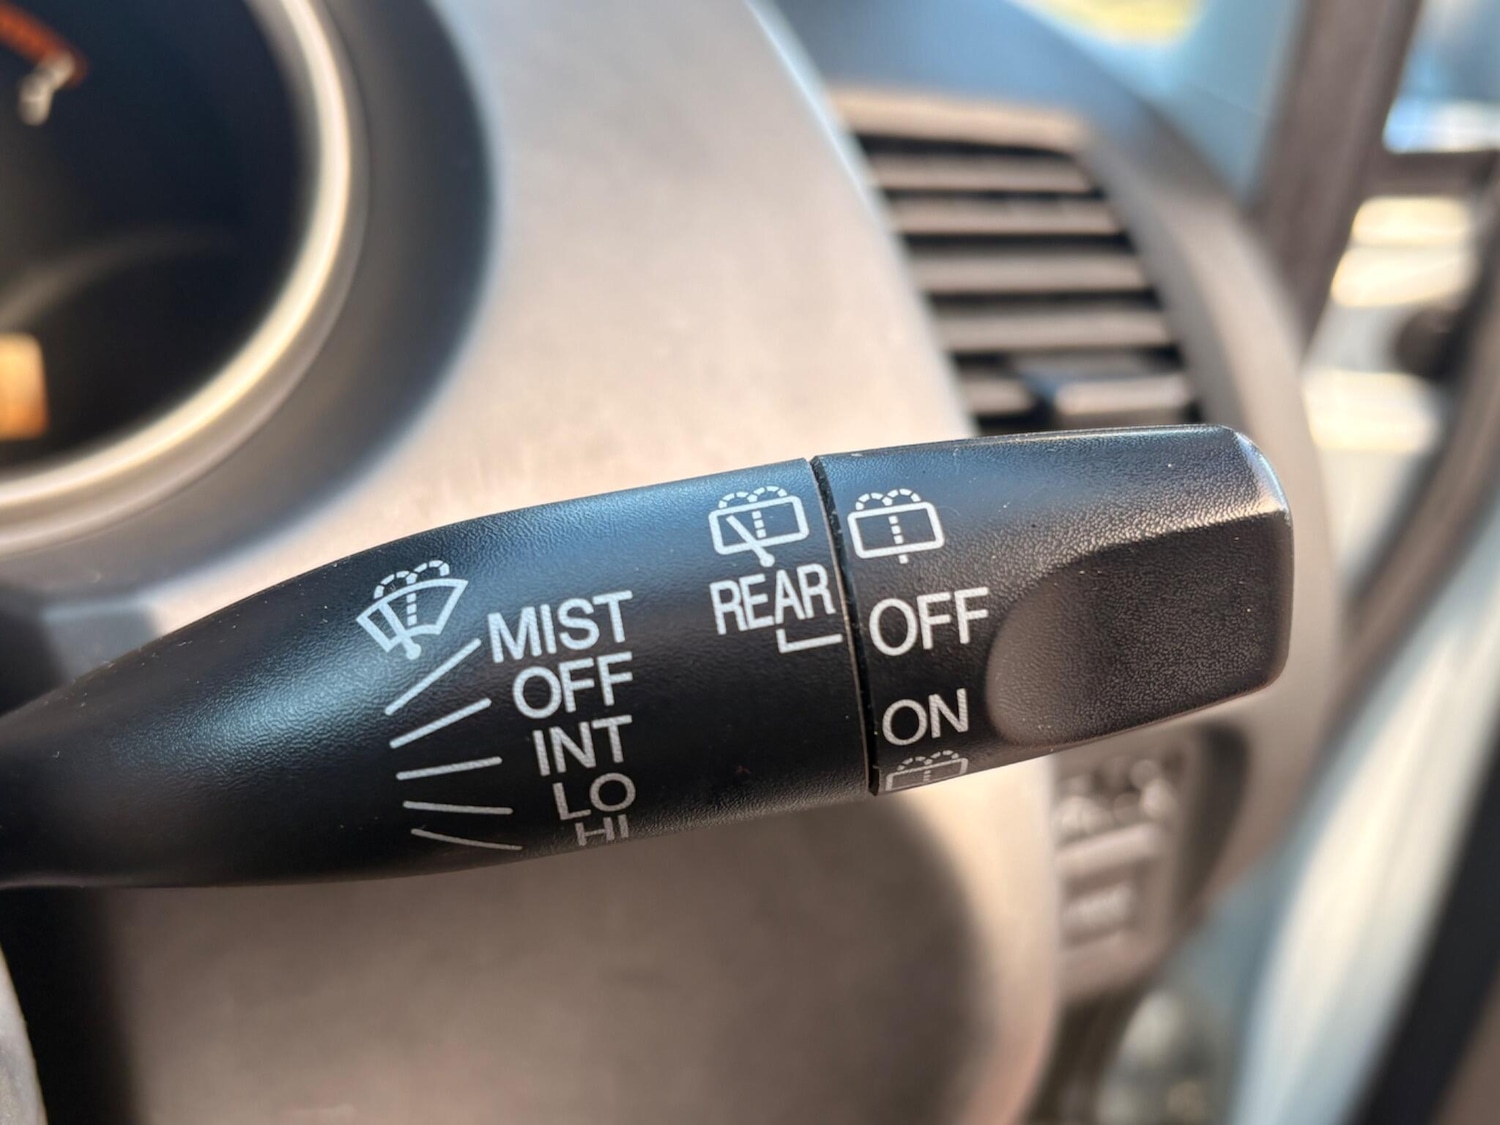 MIST
OFF
INT
LO
HI
REAR
OFF
ON